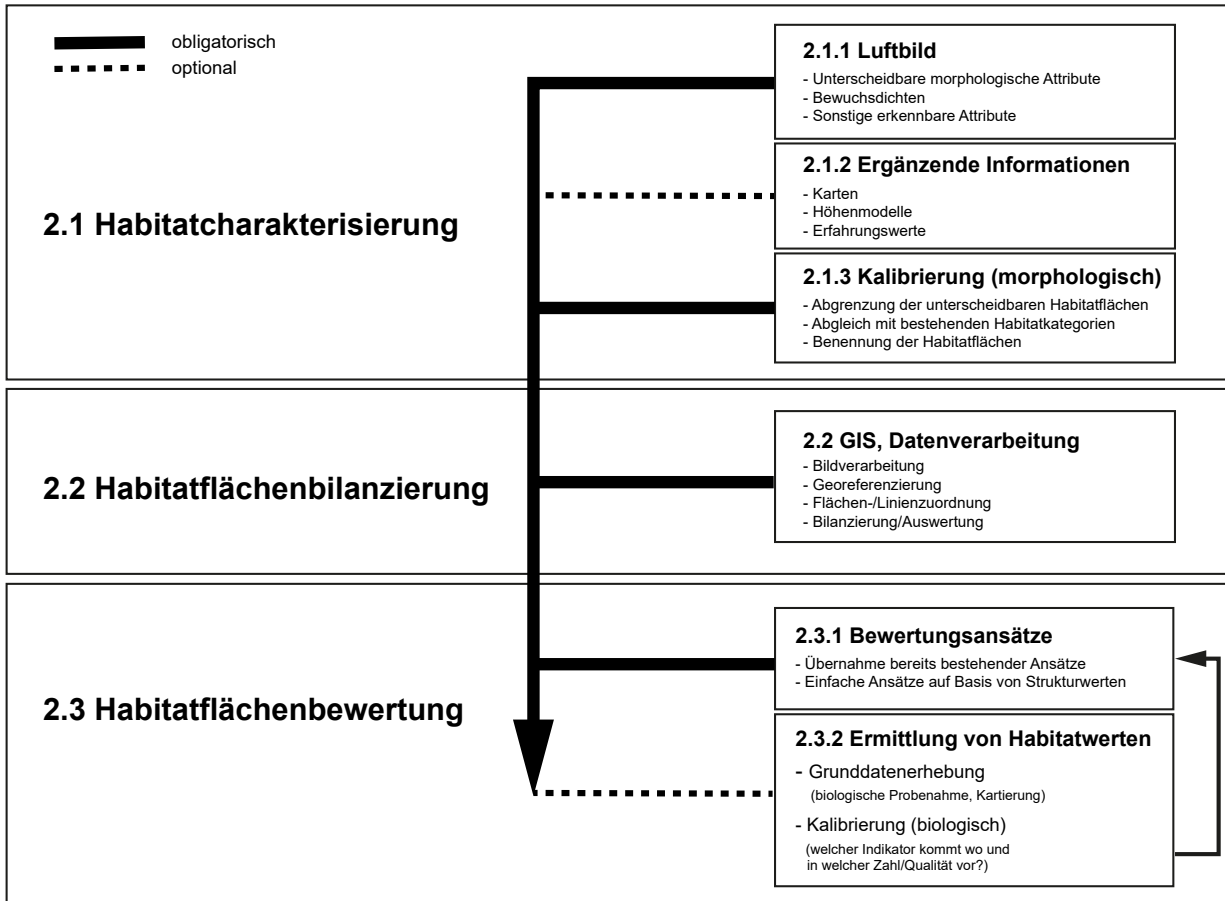 obligatorisch
optional
2.1 Habitatcharakterisierung
2.1.1 Luftbild
- Unterscheidbare morphologische Attribute
- Bewuchsdichten
- Sonstige erkennbare Attribute
2.1.2 Ergänzende Informationen
- Karten
- Höhenmodelle
- Erfahrungswerte
2.1.3 Kalibrierung (morphologisch)
- Abgrenzung der unterscheidbaren Habitatflächen
- Abgleich mit bestehenden Habitatkategorien
- Benennung der Habitatflächen
2.2 Habitatflächenbilanzierung
2.2 GIS, Datenverarbeitung
- Bildverarbeitung
- Georeferenzierung
- Flächen-/Linienzuordnung
- Bilanzierung/Auswertung
2.3 Habitatflächenbewertung
2.3.1 Bewertungsansätze
- Übernahme bereits bestehender Ansätze
- Einfache Ansätze auf Basis von Strukturwerten
2.3.2 Ermittlung von Habitatwerten
- Grunddatenerhebung
(biologische Probenahme, Kartierung)
- Kalibrierung (biologisch)
(welcher Indikator kommt wo und
in welcher Zahl/Qualität vor?)